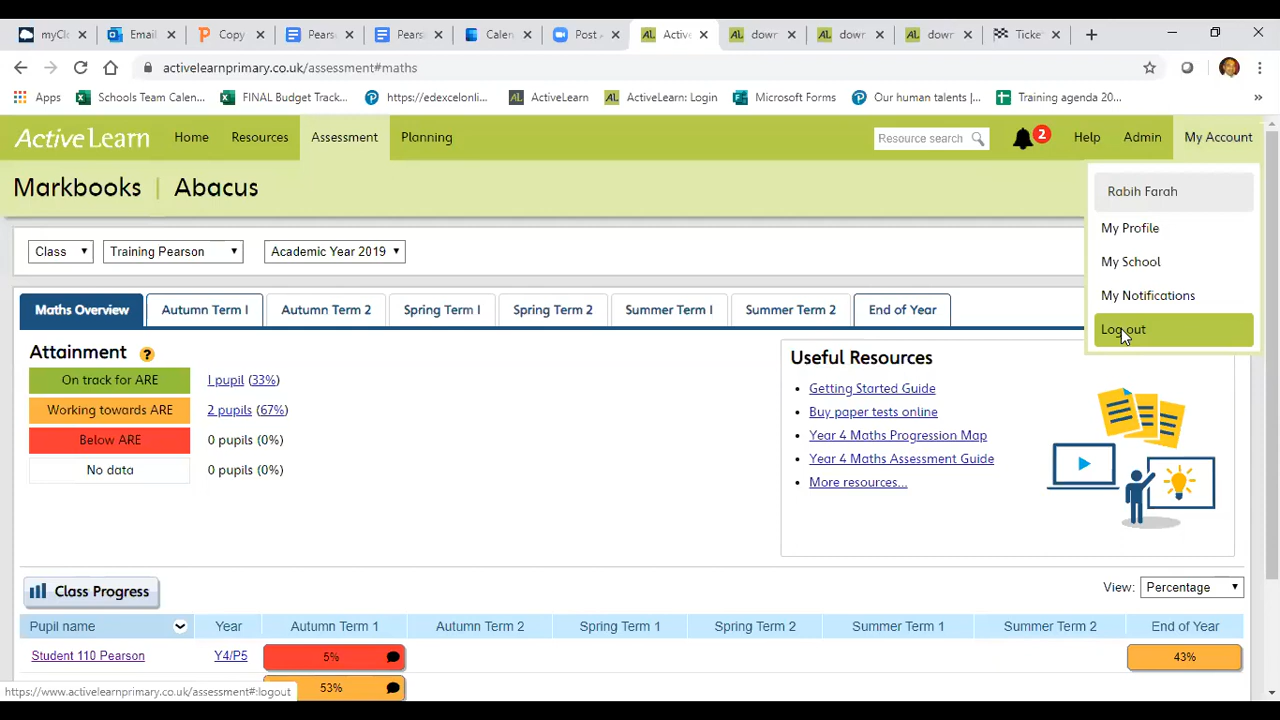 myClo
Email
Copy
Pears
Pears
Calen
Post A
Active
down
down
down
Ticke
activelearnprimary.co.uk/assessment#maths
Apps
Schools Team Calen...
FINAL Budget Track...
https://edexcelonli...
ActiveLearn
ActiveLearn: Login
Microsoft Forms
Our human talents |...
Training agenda 20...
»
ActiveLearn
Home
Resources
Assessment
Planning
Resource search
2
Help
Admin
My Account
Markbooks | Abacus
Rabih Farah
My Profile
My School
My Notifications
Log out
Class
Training Pearson
Academic Year 2019
Maths Overview
Autumn Term 1
Autumn Term 2
Spring Term 1
Spring Term 2
Summer Term 1
Summer Term 2
End of Year
Attainment ?
On track for ARE 1 pupil (33%)
Working towards ARE 2 pupils (67%)
Below ARE 0 pupils (0%)
No data 0 pupils (0%)
Useful Resources
• Getting Started Guide
• Buy paper tests online
• Year 4 Maths Progression Map
• Year 4 Maths Assessment Guide
• More resources...
Class Progress
View: Percentage
Pupil name Year Autumn Term 1 Autumn Term 2 Spring Term 1 Spring Term 2 Summer Term 1 Summer Term 2 End of Year
Student 110 Pearson Y4/P5 5% 43%
53%
https://www.activelearnprimary.co.uk/assessment#:logout